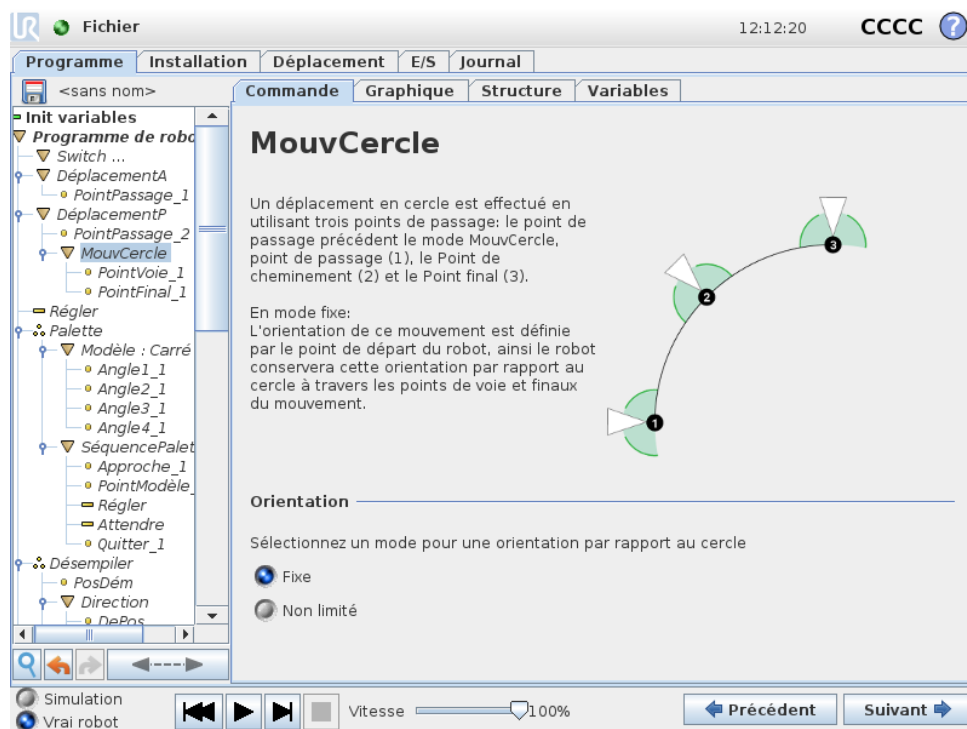 UR Fichier 12:12:20 CCCC ?
Programme Installation Déplacement E/S Journal
<sans nom>
Commande Graphique Structure Variables
Init variables
Programme de robo
Switch ...
DéplacementA
PointPassage_1
DéplacementP
PointPassage_2
MouvCercle
PointVoie_1
PointFinal_1
Régler
Palette
Modèle : Carré
Angle1_1
Angle2_1
Angle3_1
Angle4_1
SéquencePalet
Approche_1
PointModèle_
Régler
Attendre
Quitter_1
Désempiler
PosDém
Direction
DePos
MouvCercle
Un déplacement en cercle est effectué en
utilisant trois points de passage: le point de
passage précédent le mode MouvCercle,
point de passage (1), le Point de
cheminement (2) et le Point final (3).
En mode fixe:
L'orientation de ce mouvement est définie
par le point de départ du robot, ainsi le robot
conservera cette orientation par rapport au
cercle à travers les points de voie et finaux
du mouvement.
3
2
1
Orientation
Sélectionnez un mode pour une orientation par rapport au cercle
Fixe
Non limité
Simulation
Vrai robot
Vitesse 100%
Précédent
Suivant